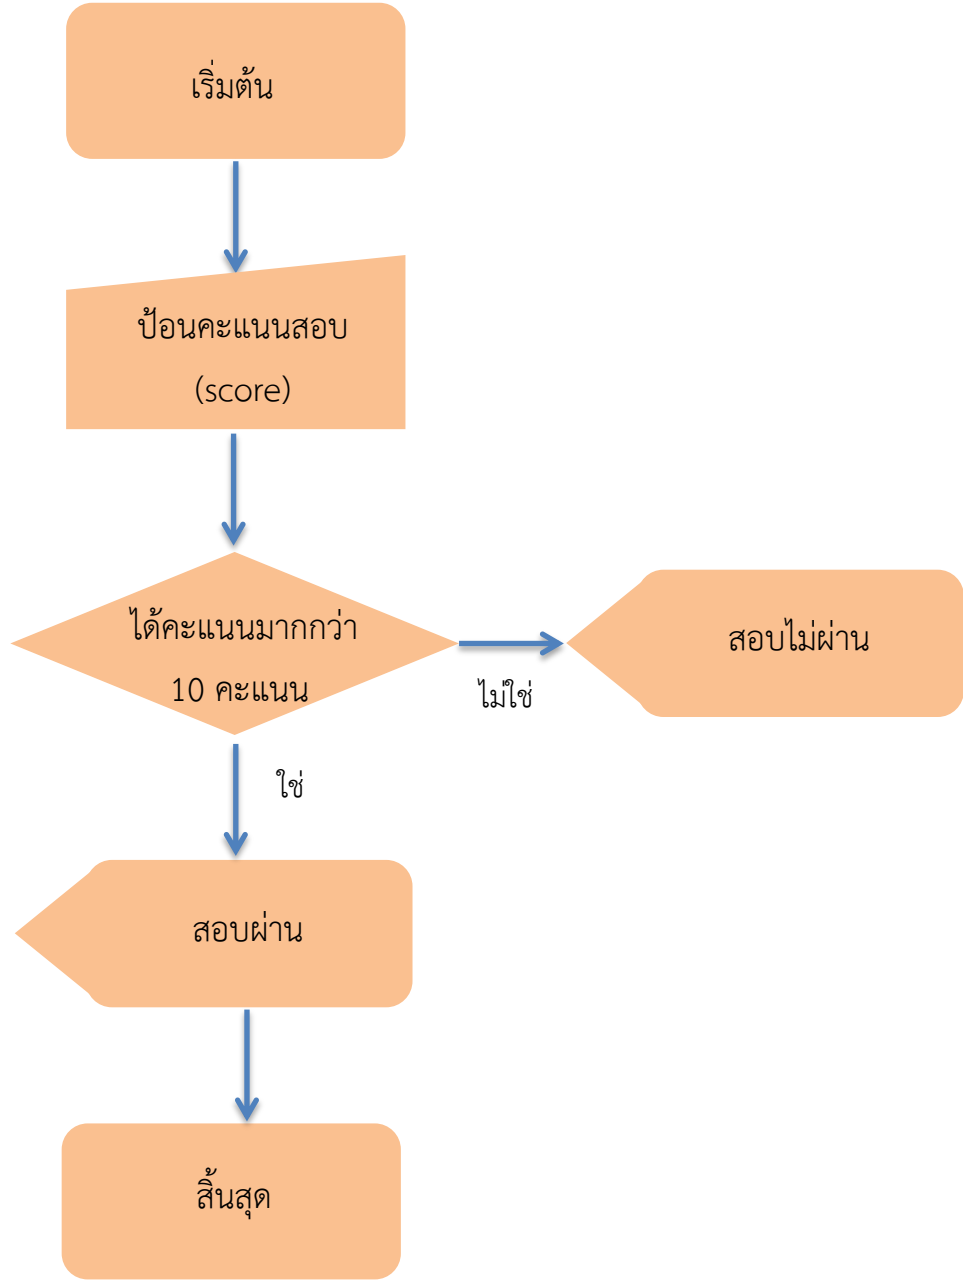 เริ่มต้น
ป้อนคะแนนสอบ
(score)
ได้คะแนนมากกว่า
10 คะแนน
ไม่ใช่
สอบไม่ผ่าน
ใช่
สอบผ่าน
สิ้นสุด